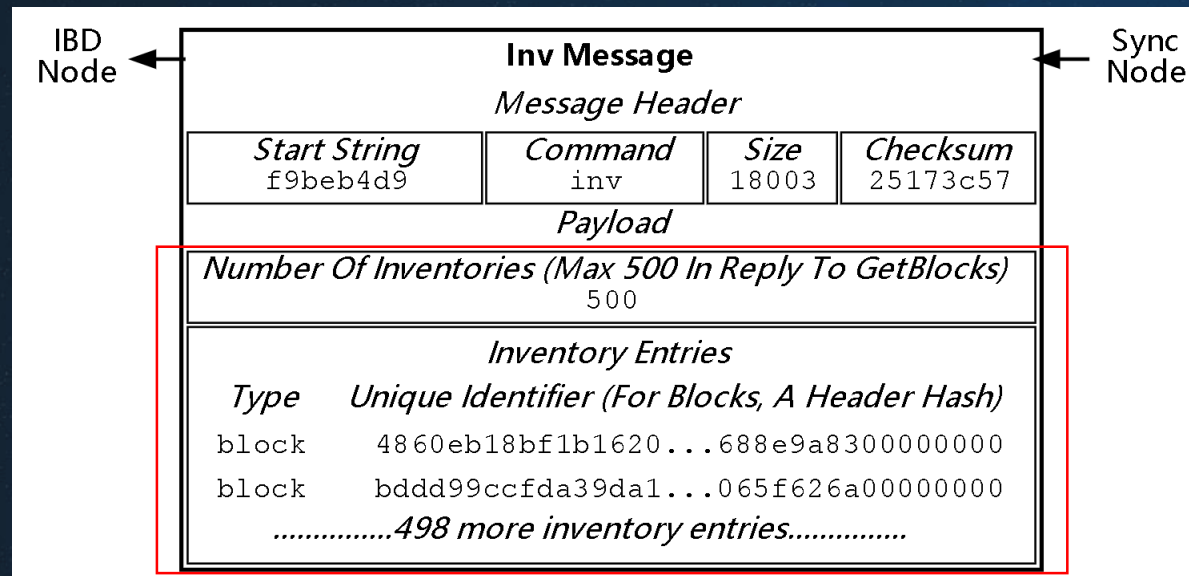 IBD
Node
Sync
Node
Inv Message
Message Header
Start String Command Size Checksum
f9beb4d9 inv 18003 25173c57
Payload
Number Of Inventories (Max 500 In Reply To GetBlocks)
500
Inventory Entries
Type Unique Identifier (For Blocks, A Header Hash)
block 4860eb18bf1b1620...688e9a8300000000
block bddd99ccfda39da1...065f626a00000000
..............498 more inventory entries...............